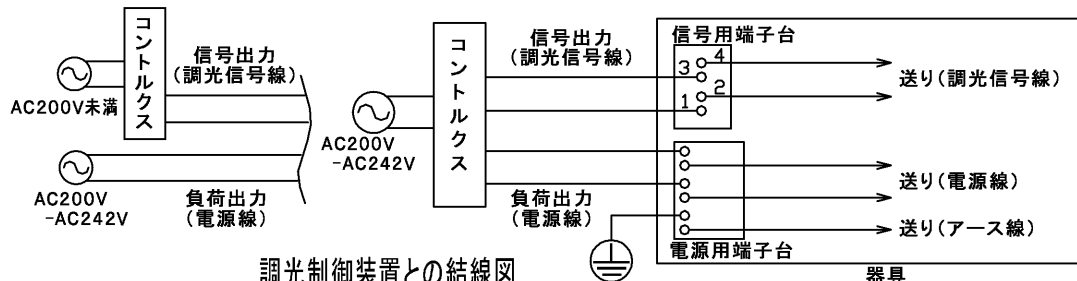 コントルクス
信号出力
(調光信号線)
AC200V未満
AC200V
-AC242V
負荷出力
(電源線)
コントルクス
信号出力
(調光信号線)
AC200V
-AC242V
負荷出力
(電源線)
信号用端子台
4
3
2
1
送り(調光信号線)
送り(電源線)
送り(アース線)
電源用端子台
器具
調光制御装置との結線図